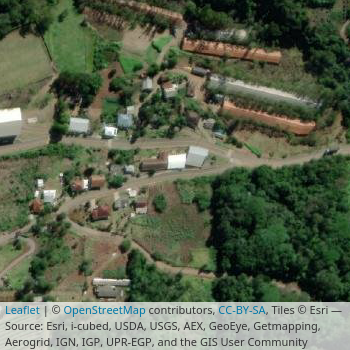 Leaflet | © OpenStreetMap contributors, CC-BY-SA, Tiles © Esri —
Source: Esri, i-cubed, USDA, USGS, AEX, GeoEye, Getmapping,
Aerogrid, IGN, IGP, UPR-EGP, and the GIS User Community